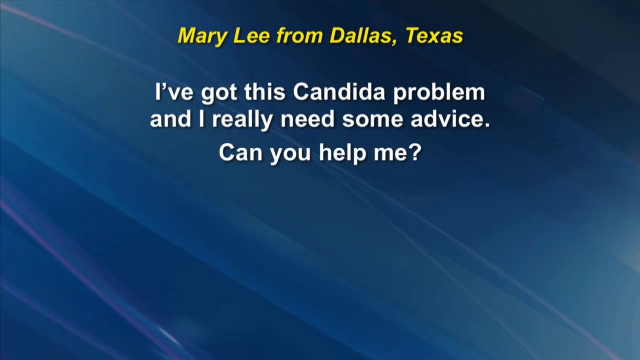 Mary Lee from Dallas, Texas
I’ve got this Candida problem
and I really need some advice.
Can you help me?